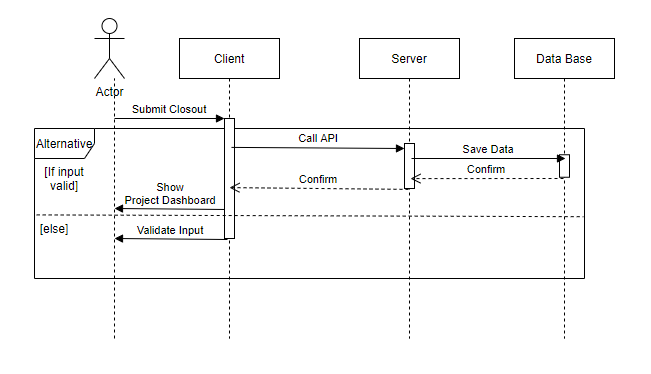 Client
Server
Data Base
Actor
Submit Closout
Alternative
Call API
Save Data
[If input
valid]
Confirm
Confirm
Show
Project Dashboard
[else]
Validate Input